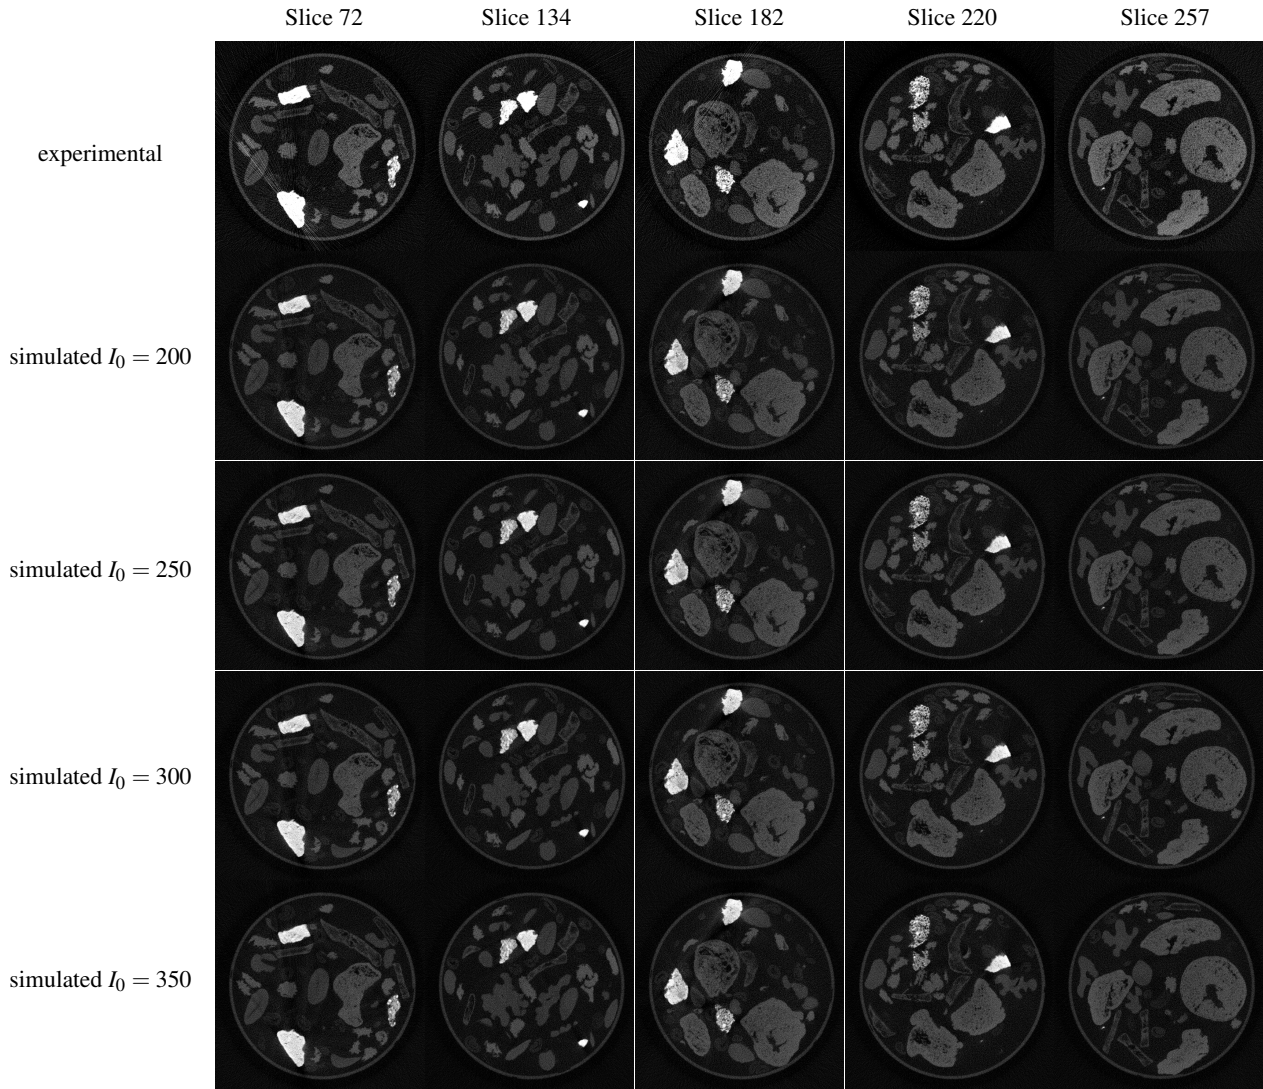 Slice 72 Slice 134 Slice 182 Slice 220 Slice 257
experimental
simulated I₀ = 200
simulated I₀ = 250
simulated I₀ = 300
simulated I₀ = 350